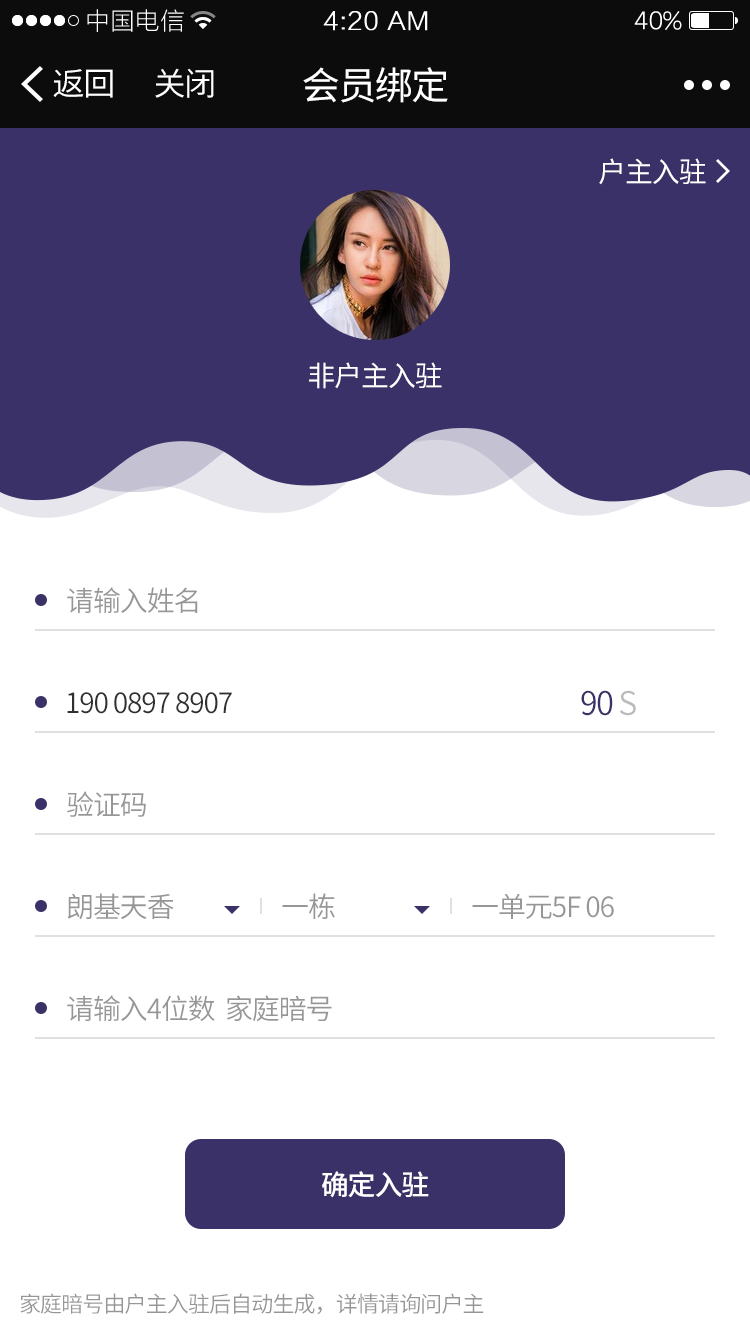 中国电信 4:20 AM 40%
返回 关闭 会员绑定
户主入驻
非户主入驻
请输入姓名
190 0897 8907 90 S
验证码
朗基天香 一栋 一单元5F 06
请输入4位数 家庭暗号
确定入驻
家庭暗号由户主入驻后自动生成，详情请询问户主